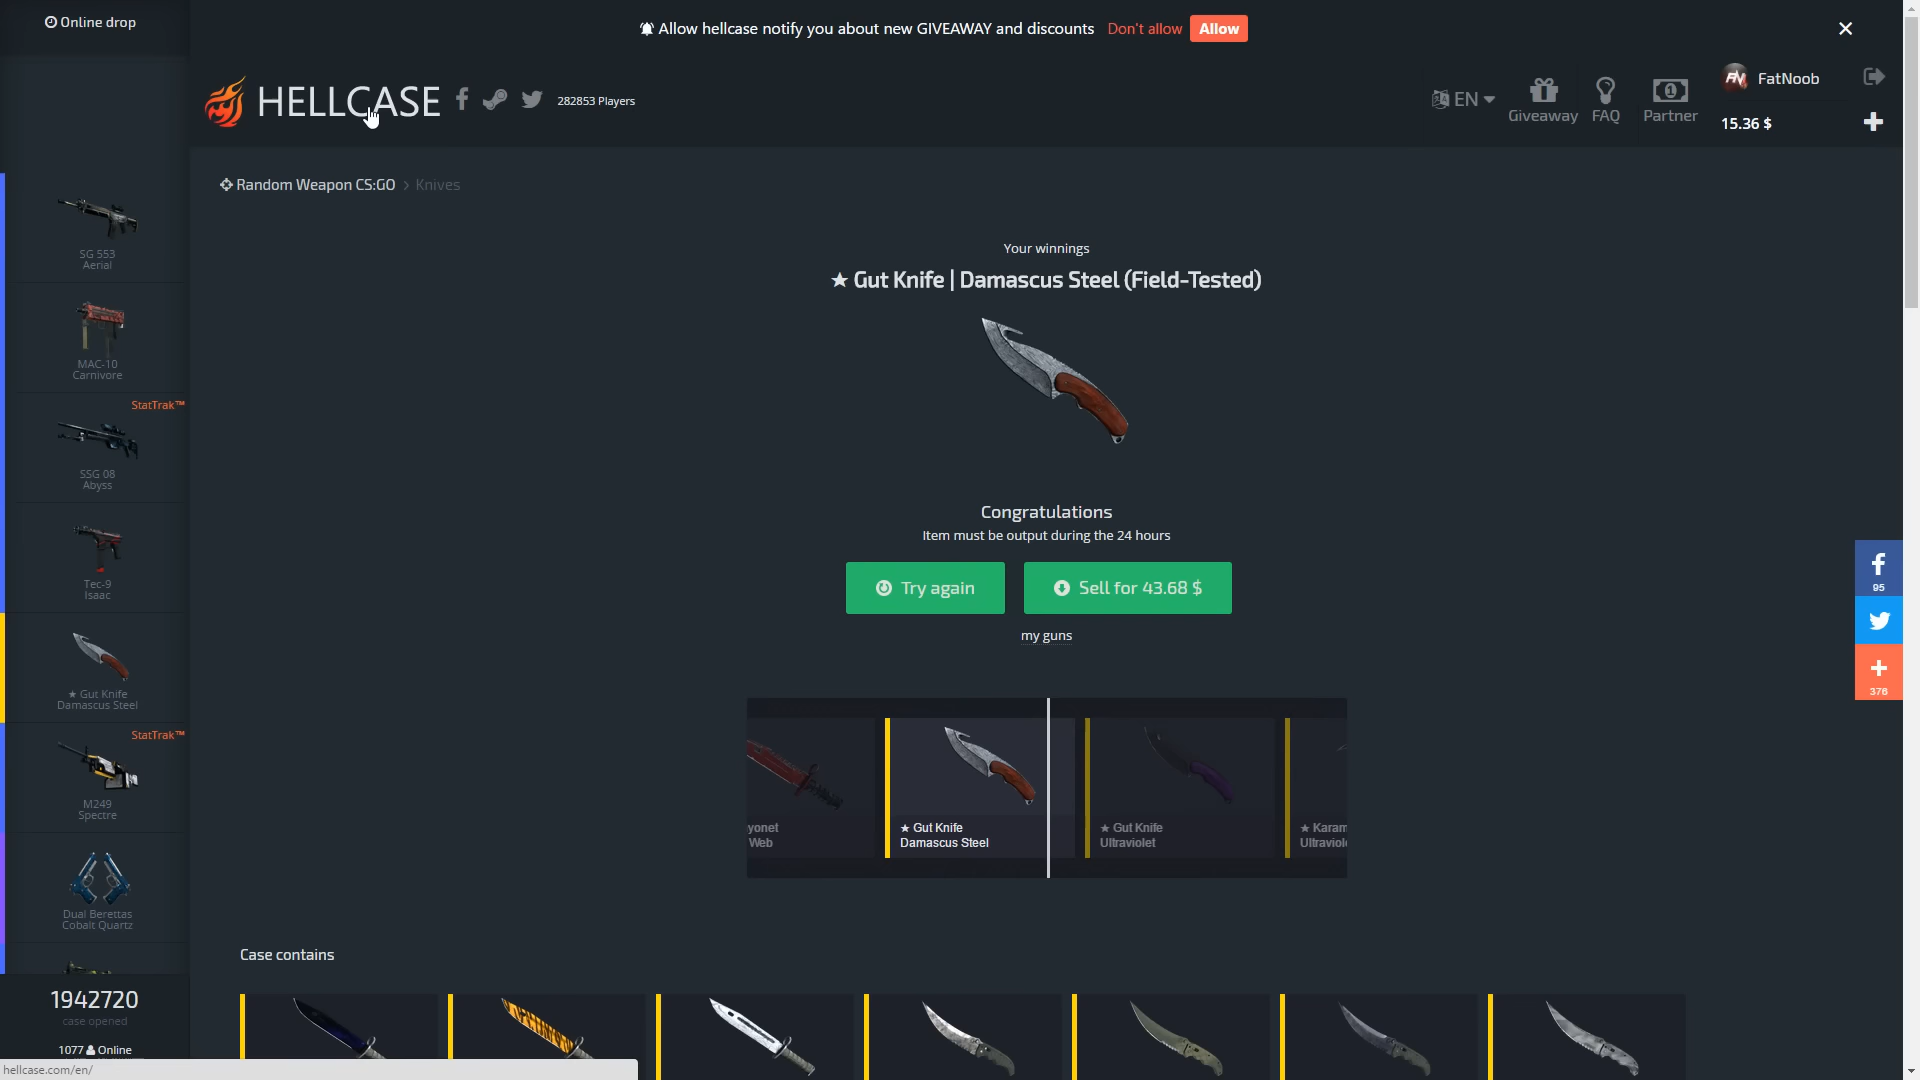 Online drop
Allow hellcase notify you about new GIVEAWAY and discounts Don't allow Allow
HELLCASE
282853 Players
EN
Giveaway
FAQ
Partner
FatNoob
15.36 $
Random Weapon CS:GO › Knives
SG 553
Aerial
MAC-10
Carnivore
StatTrak™
SSG 08
Abyss
Tec-9
Isaac
★ Gut Knife
Damascus Steel
StatTrak™
M249
Spectre
Dual Berettas
Cobalt Quartz
1942720
case opened
1077 Online
Your winnings
★ Gut Knife | Damascus Steel (Field-Tested)
Congratulations
Item must be output during the 24 hours
Try again
Sell for 43.68 $
my guns
yonet
Web
★ Gut Knife
Damascus Steel
★ Gut Knife
Ultraviolet
★ Karam
Ultraviol
Case contains
95
376
hellcase.com/en/